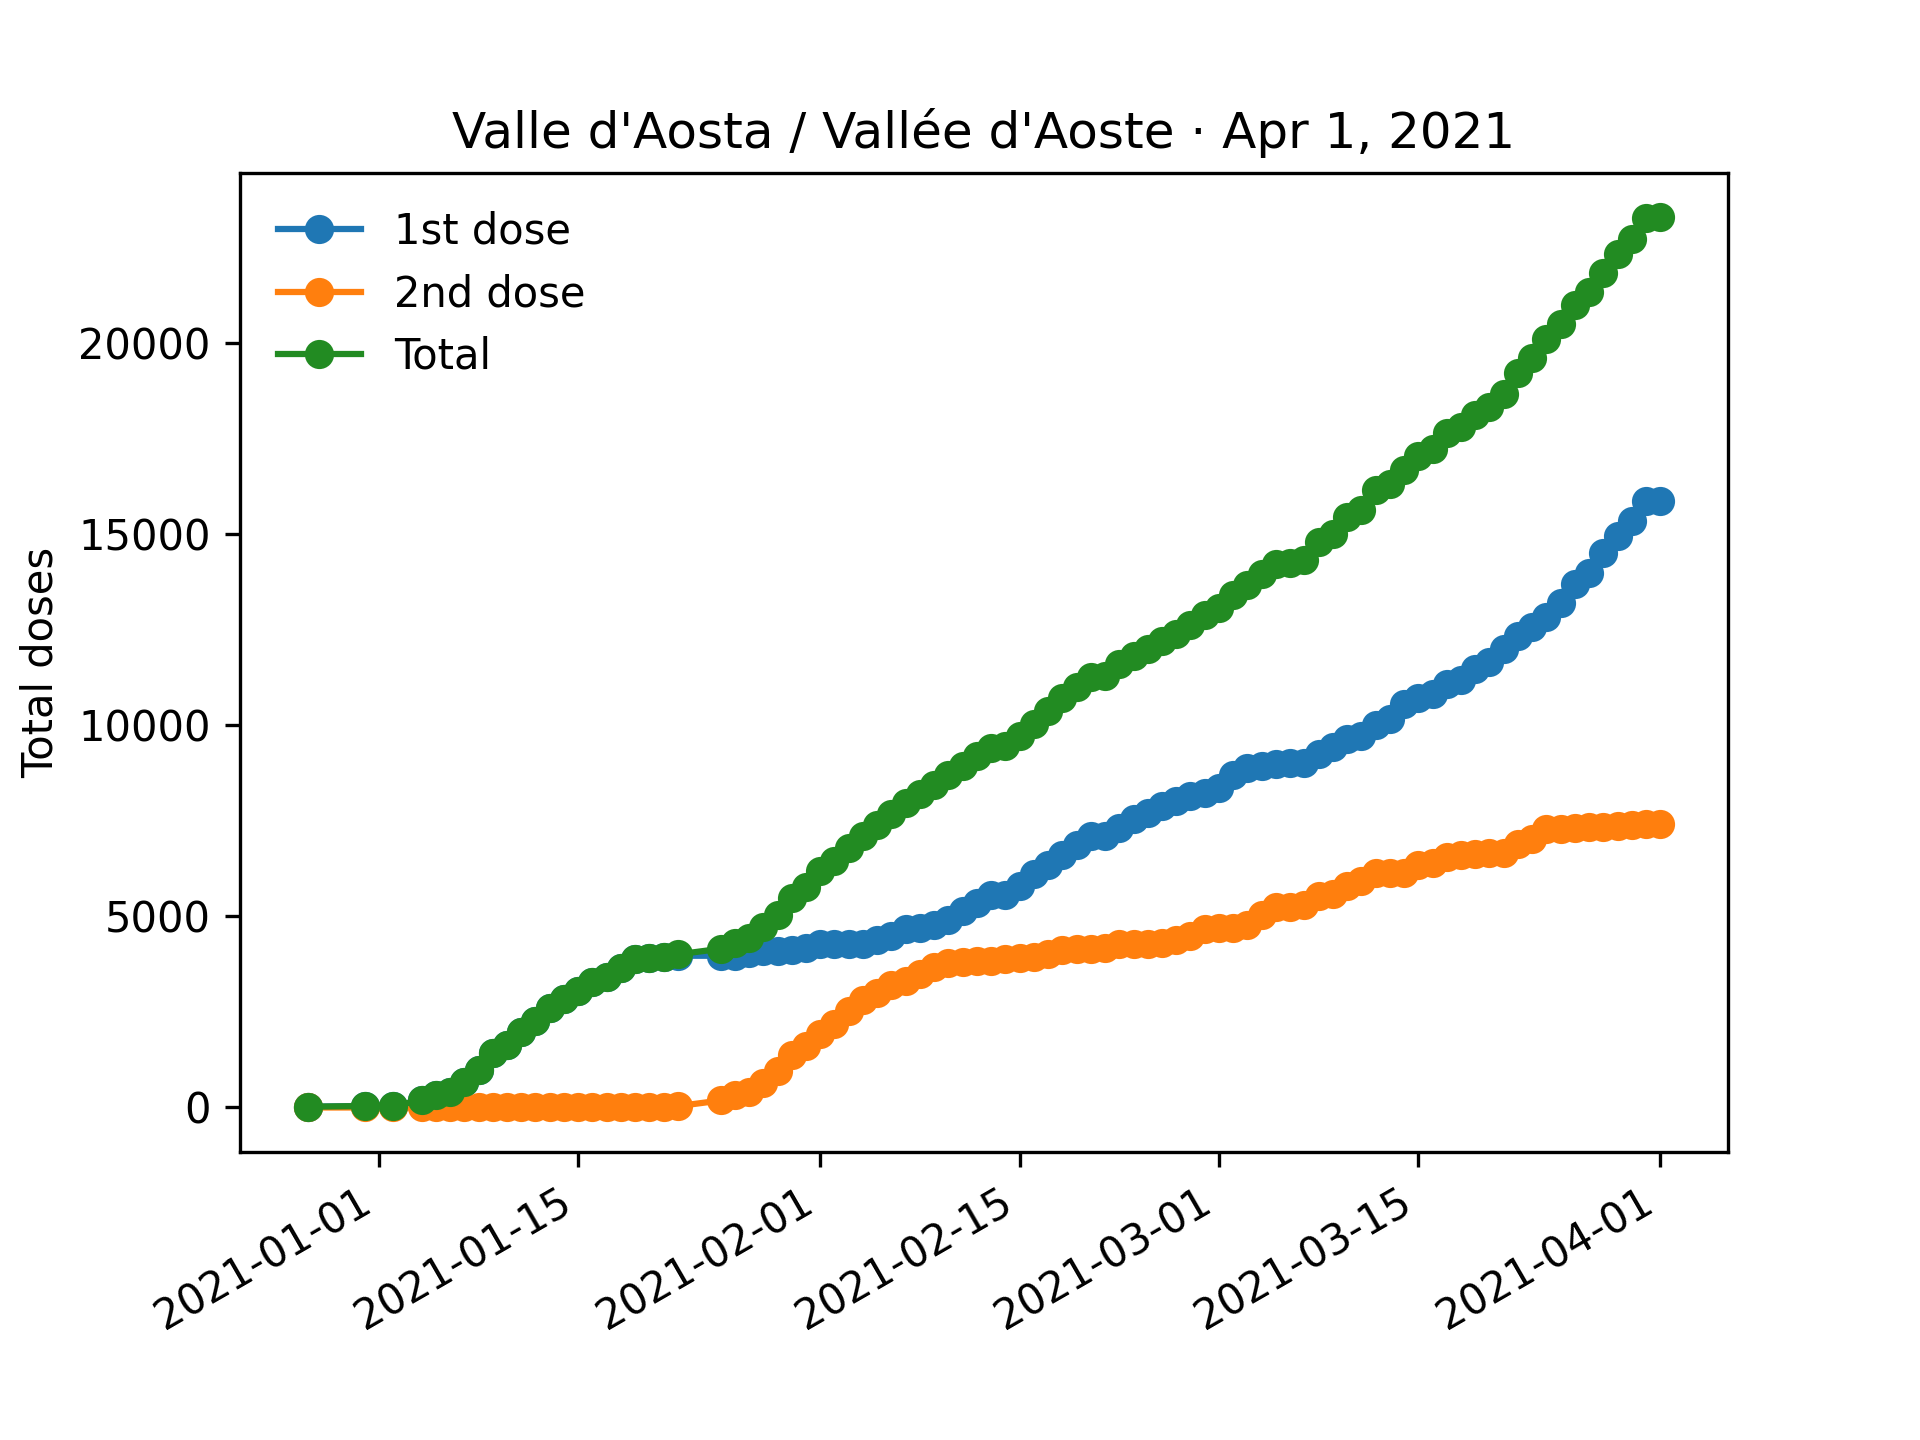 Valle d'Aosta / Vallée d'Aoste · Apr 1, 2021
1st dose
2nd dose
Total
Total doses
20000
15000
10000
5000
0
2021-01-01
2021-01-15
2021-02-01
2021-02-15
2021-03-01
2021-03-15
2021-04-01